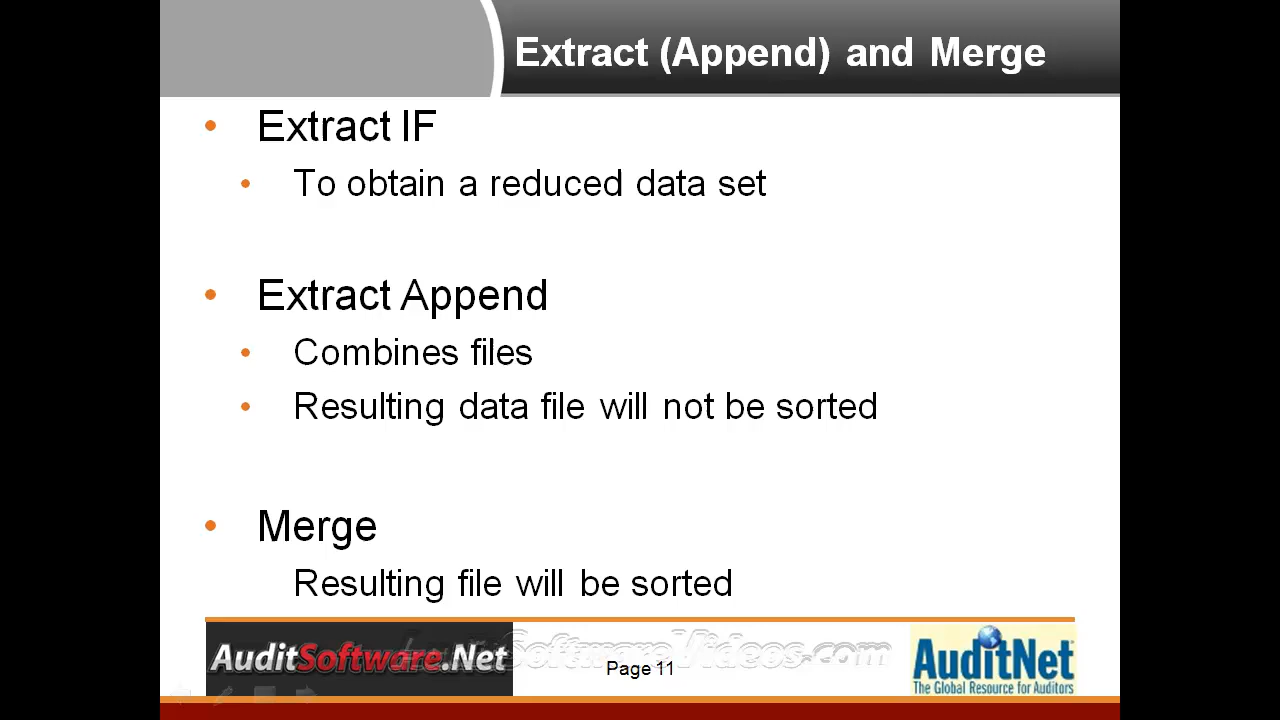 Extract (Append) and Merge
• Extract IF
• To obtain a reduced data set
• Extract Append
• Combines files
• Resulting data file will not be sorted
• Merge
Resulting file will be sorted
AuditSoftware.Net
SoftwareVideos.com
Page 11
AuditNet
The Global Resource for Auditors